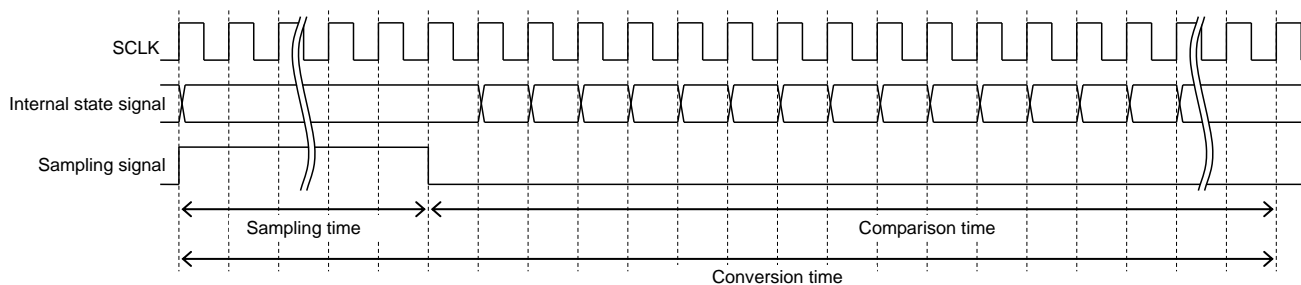 SCLK
Internal state signal
Sampling signal
Sampling time
Comparison time
Conversion time